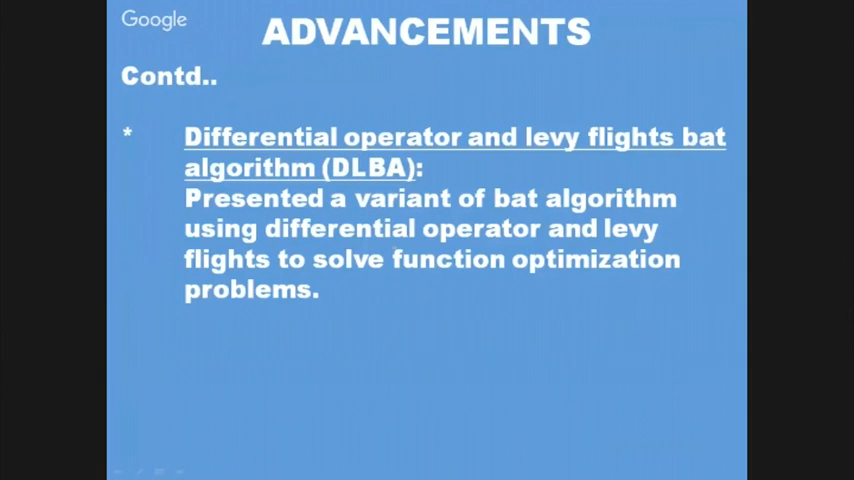 Google
ADVANCEMENTS
Contd..
* Differential operator and levy flights bat
algorithm (DLBA):
Presented a variant of bat algorithm
using differential operator and levy
flights to solve function optimization
problems.